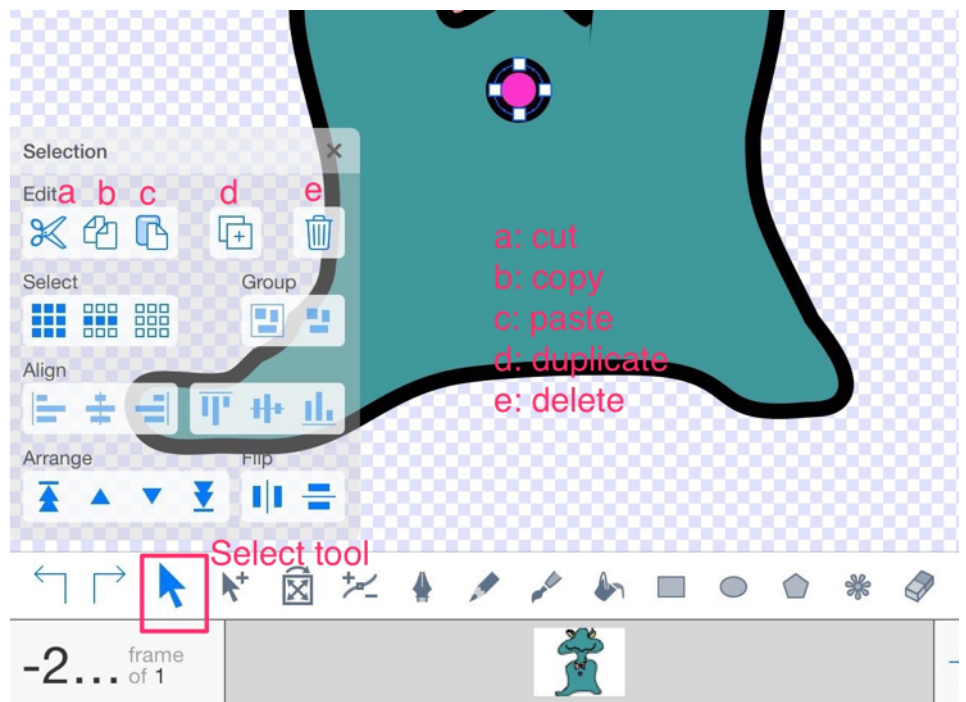 Selection
Edit
a b c d e
a: cut
b: copy
Select
Group
c: paste
d: duplicate
Align
e: delete
Arrange
Flip
Select tool
-2...
frame
of 1